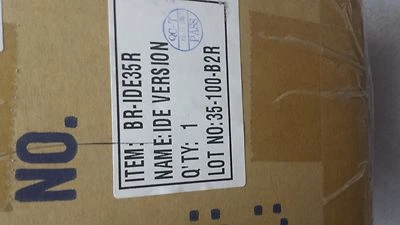 NO.
QC-T
PASS
ITEM: BR-IDE35R
NAME:IDE VERSION
Q'TY: 1
LOT NO:35-100-B2R